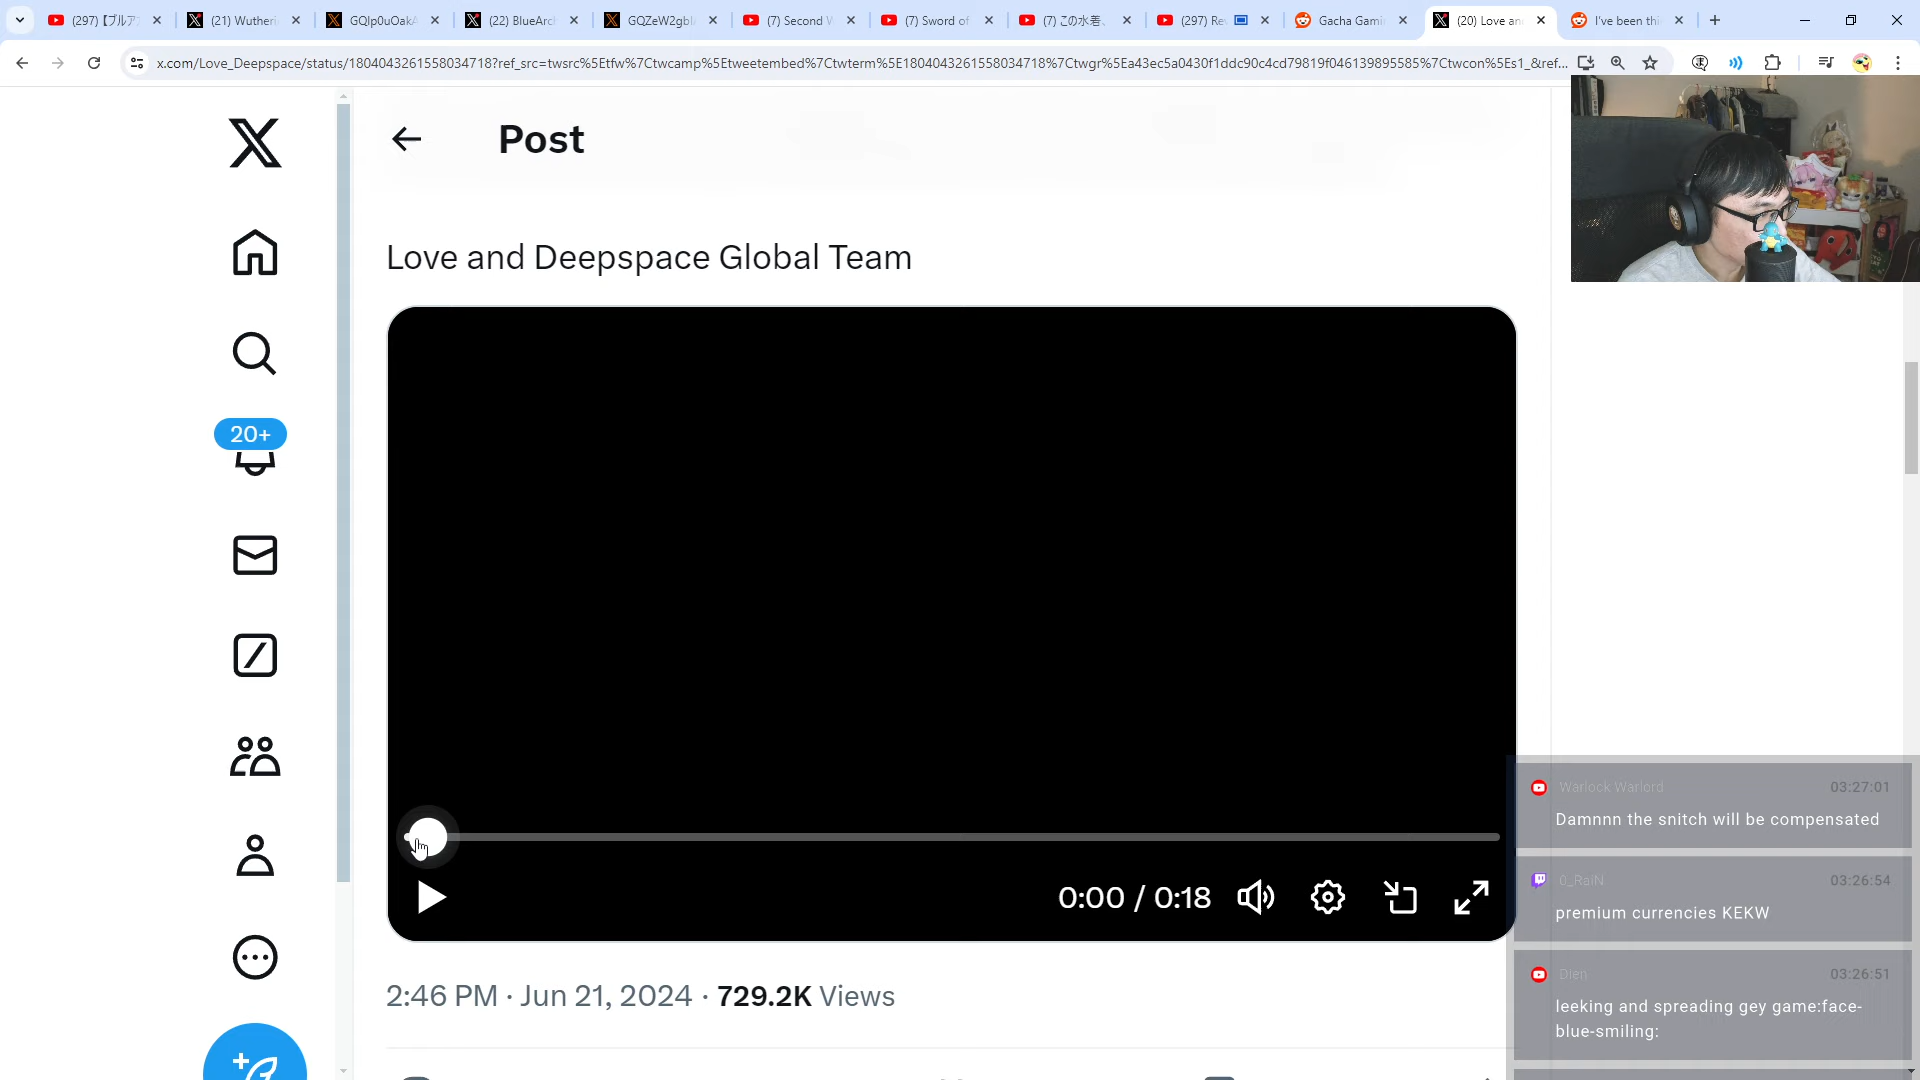 (297)【ブルア
(21) Wutheri
GQlp0uOakA
(22) BlueArch
GQZeW2gbl
(7) Second W
(7) Sword of
(7) この水着、
(297) Re
Gacha Gami
(20) Love an
I've been thi
x.com/Love_Deepspace/status/1804043261558034718?ref_src=twsrc%5Etfw%7Ctwcamp%5Etweetembed%7Ctwterm%5E1804043261558034718%7Ctwgr%5Ea43ec5a0430f1ddc90c4cd79819f046139895585%7Ctwcon%5Es1_&ref...
Post
Love and Deepspace Global Team
20+
0:00 / 0:18
2:46 PM · Jun 21, 2024 · 729.2K Views
Warlock Warlord 03:27:01
Damnnn the snitch will be compensated
0_RaiN 03:26:54
premium currencies KEKW
Dien 03:26:51
leeking and spreading gey game:face-
blue-smiling: